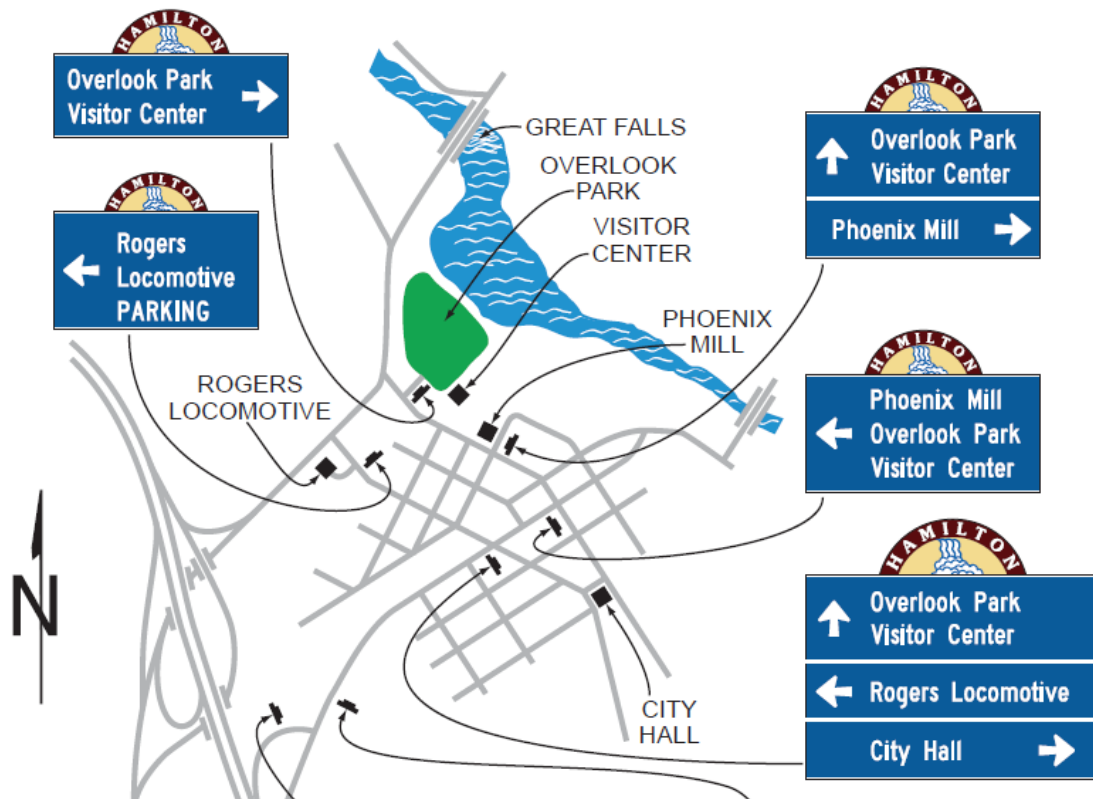 HAMILTON
Overlook Park
Visitor Center
HAMILTON
Rogers
Locomotive
PARKING
GREAT FALLS
OVERLOOK
PARK
VISITOR
CENTER
PHOENIX
MILL
ROGERS
LOCOMOTIVE
CITY
HALL
N
HAMILTON
Overlook Park
Visitor Center
Phoenix Mill
HAMILTON
Phoenix Mill
Overlook Park
Visitor Center
HAMILTON
Overlook Park
Visitor Center
Rogers Locomotive
City Hall